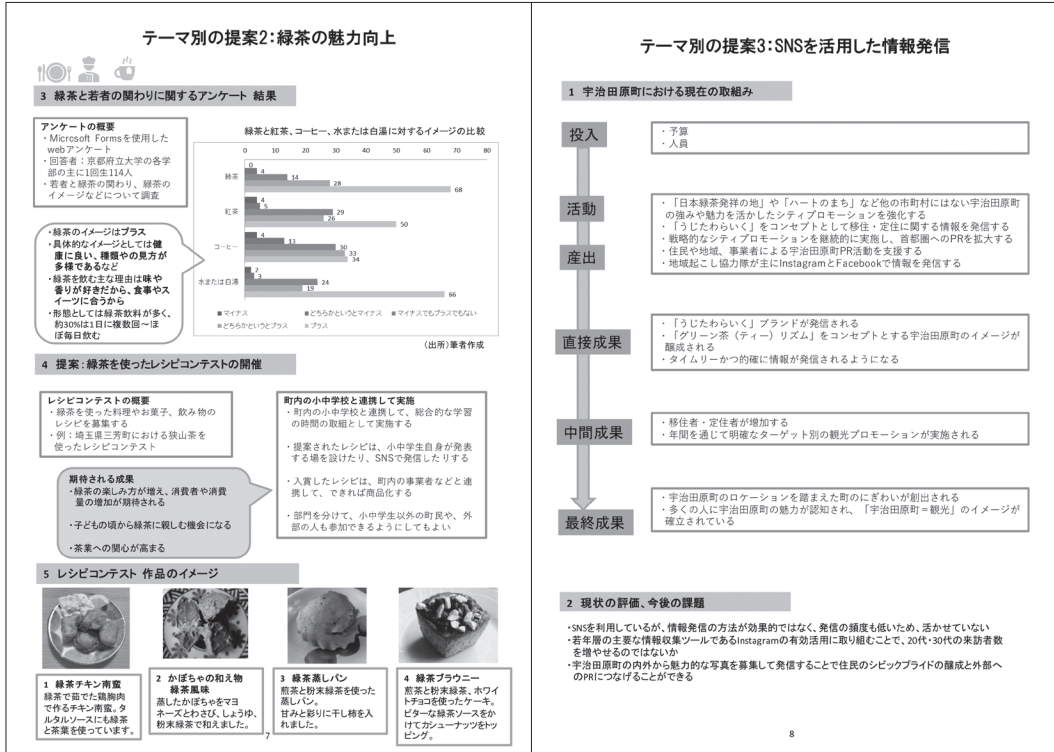 テーマ別の提案2:緑茶の魅力向上
3 緑茶と若者の関わりに関するアンケート 結果
アンケートの概要
・Microsoft Formsを使用した
webアンケート
・回答者:京都府立大学の各学
部の主に1回生114人
・若者と緑茶の関わり、緑茶の
イメージなどについて調査
・緑茶のイメージはプラス
・具体的なイメージとしては健
康に良い、種類やの見方が
多様であるなど
・緑茶を飲む主な理由は味や
香りが好きだから、食事やス
イーツに合うから
・形態としては緑茶飲料が多く、
約30%は1日に複数回~ほ
ぼ毎日飲む
緑茶と紅茶、コーヒー、水または白湯に対するイメージの比較
0 10 20 30 40 50 60 70 80
緑茶
0
4
14
28
68
紅茶
4
5
29
26
50
コーヒー
4
13
30
33
34
水または白湯
2
3
24
19
66
■マイナス ■どちらかというとマイナス ■マイナスでもプラスでもない
■どちらかというとプラス ■プラス
(出所)筆者作成
4 提案:緑茶を使ったレシピコンテストの開催
レシピコンテストの概要
・緑茶を使った料理やお菓子、飲み物の
レシピを募集する
・例:埼玉県三芳町における狭山茶を
使ったレシピコンテスト
期待される成果
・緑茶の楽しみ方が増え、消費者や消費
量の増加が期待される
・子どもの頃から緑茶に親しむ機会になる
・茶業への関心が高まる
町内の小中学校と連携して実施
・町内の小中学校と連携して、総合的な学習
の時間の取組として実施する
・提案されたレシピは、小中学生自身が発表
する場を設けたり、SNSで発信したりする
・入賞したレシピは、町内の事業者などと連
携して、できれば商品化する
・部門を分けて、小中学生以外の町民や、外
部の人も参加できるようにしてもよい
5 レシピコンテスト 作品のイメージ
1 緑茶チキン南蛮
緑茶で茹でた鶏胸肉
で作るチキン南蛮。タ
ルタルソースにも緑茶
と茶葉を使っています。
2 かぼちゃの和え物
緑茶風味
蒸したかぼちゃをマヨ
ネーズとわさび、しょうゆ、
粉末緑茶で和えました。
3 緑茶蒸しパン
煎茶と粉末緑茶を使った
蒸しパン。
甘みと彩りに干し柿を入
れました。
4 緑茶ブラウニー
煎茶と粉末緑茶、ホワイ
トチョコを使ったケーキ。
ビターな緑茶ソースをか
けてカシューナッツをトッ
ピング。
7
テーマ別の提案3:SNSを活用した情報発信
1 宇治田原町における現在の取組み
投入
・予算
・人員
活動
産出
・「日本緑茶発祥の地」や「ハートのまち」など他の市町村にはない宇治田原町
の強みや魅力を活かしたシティプロモーションを強化する
・「うじたわらいく」をコンセプトとして移住・定住に関する情報を発信する
・戦略的なシティプロモーションを継続的に実施し、首都圏へのPRを拡大する
・住民や地域、事業者による宇治田原町PR活動を支援する
・地域起こし協力隊が主にInstagramとFacebookで情報を発信する
直接成果
・「うじたわらいく」ブランドが発信される
・「グリーン茶(ティー)リズム」をコンセプトとする宇治田原町のイメージが
醸成される
・タイムリーかつ的確に情報が発信されるようになる
中間成果
・移住者・定住者が増加する
・年間を通じて明確なターゲット別の観光プロモーションが実施される
最終成果
・宇治田原町のロケーションを踏まえた町のにぎわいが創出される
・多くの人に宇治田原町の魅力が認知され、「宇治田原町=観光」のイメージが
確立されている
2 現状の評価、今後の課題
・SNSを利用しているが、情報発信の方法が効果的ではなく、発信の頻度も低いため、活かせていない
・若年層の主要な情報収集ツールであるInstagramの有効活用に取り組むことで、20代・30代の来訪者数
を増やせるのではないか
・宇治田原町の内外から魅力的な写真を募集して発信することで住民のシビックプライドの醸成と外部へ
のPRにつなげることができる
8